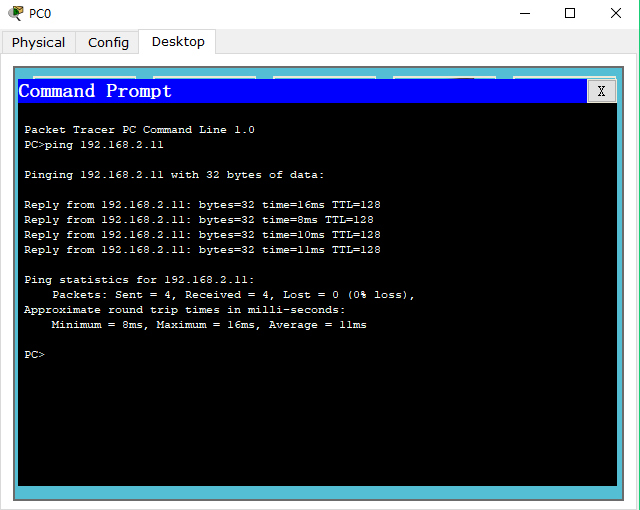 PC0
Physical Config Desktop
Command Prompt
X
Packet Tracer PC Command Line 1.0
PC>ping 192.168.2.11
Pinging 192.168.2.11 with 32 bytes of data:
Reply from 192.168.2.11: bytes=32 time=16ms TTL=128
Reply from 192.168.2.11: bytes=32 time=8ms TTL=128
Reply from 192.168.2.11: bytes=32 time=10ms TTL=128
Reply from 192.168.2.11: bytes=32 time=11ms TTL=128
Ping statistics for 192.168.2.11:
Packets: Sent = 4, Received = 4, Lost = 0 (0% loss),
Approximate round trip times in milli-seconds:
Minimum = 8ms, Maximum = 16ms, Average = 11ms
PC>